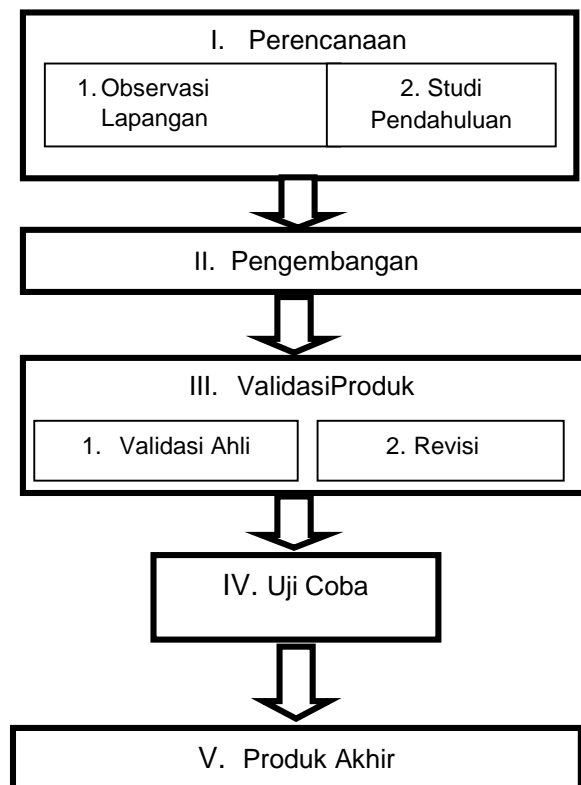 I. Perencanaan
1. Observasi
Lapangan
2. Studi
Pendahuluan
II. Pengembangan
III. ValidasiProduk
1. Validasi Ahli
2. Revisi
IV. Uji Coba
V. Produk Akhir